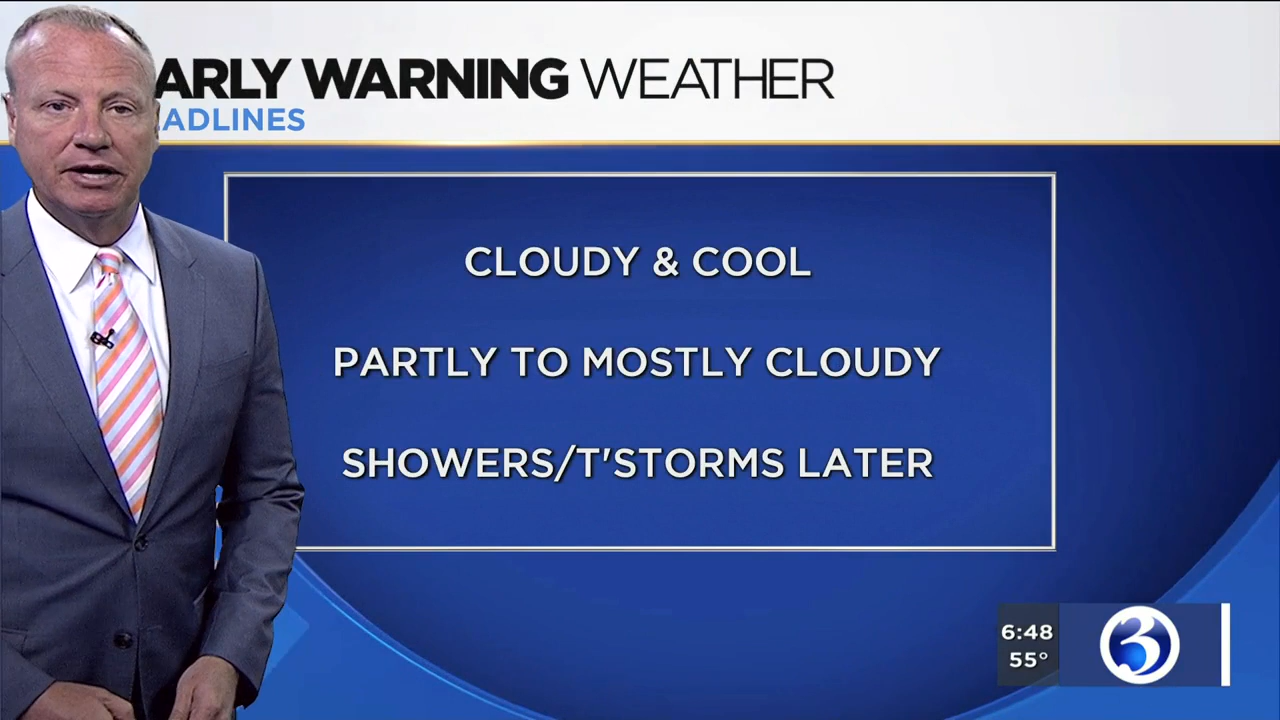 ARLY WARNING WEATHER
ADLINES
CLOUDY & COOL
PARTLY TO MOSTLY CLOUDY
SHOWERS/T'STORMS LATER
6:48
55°
3